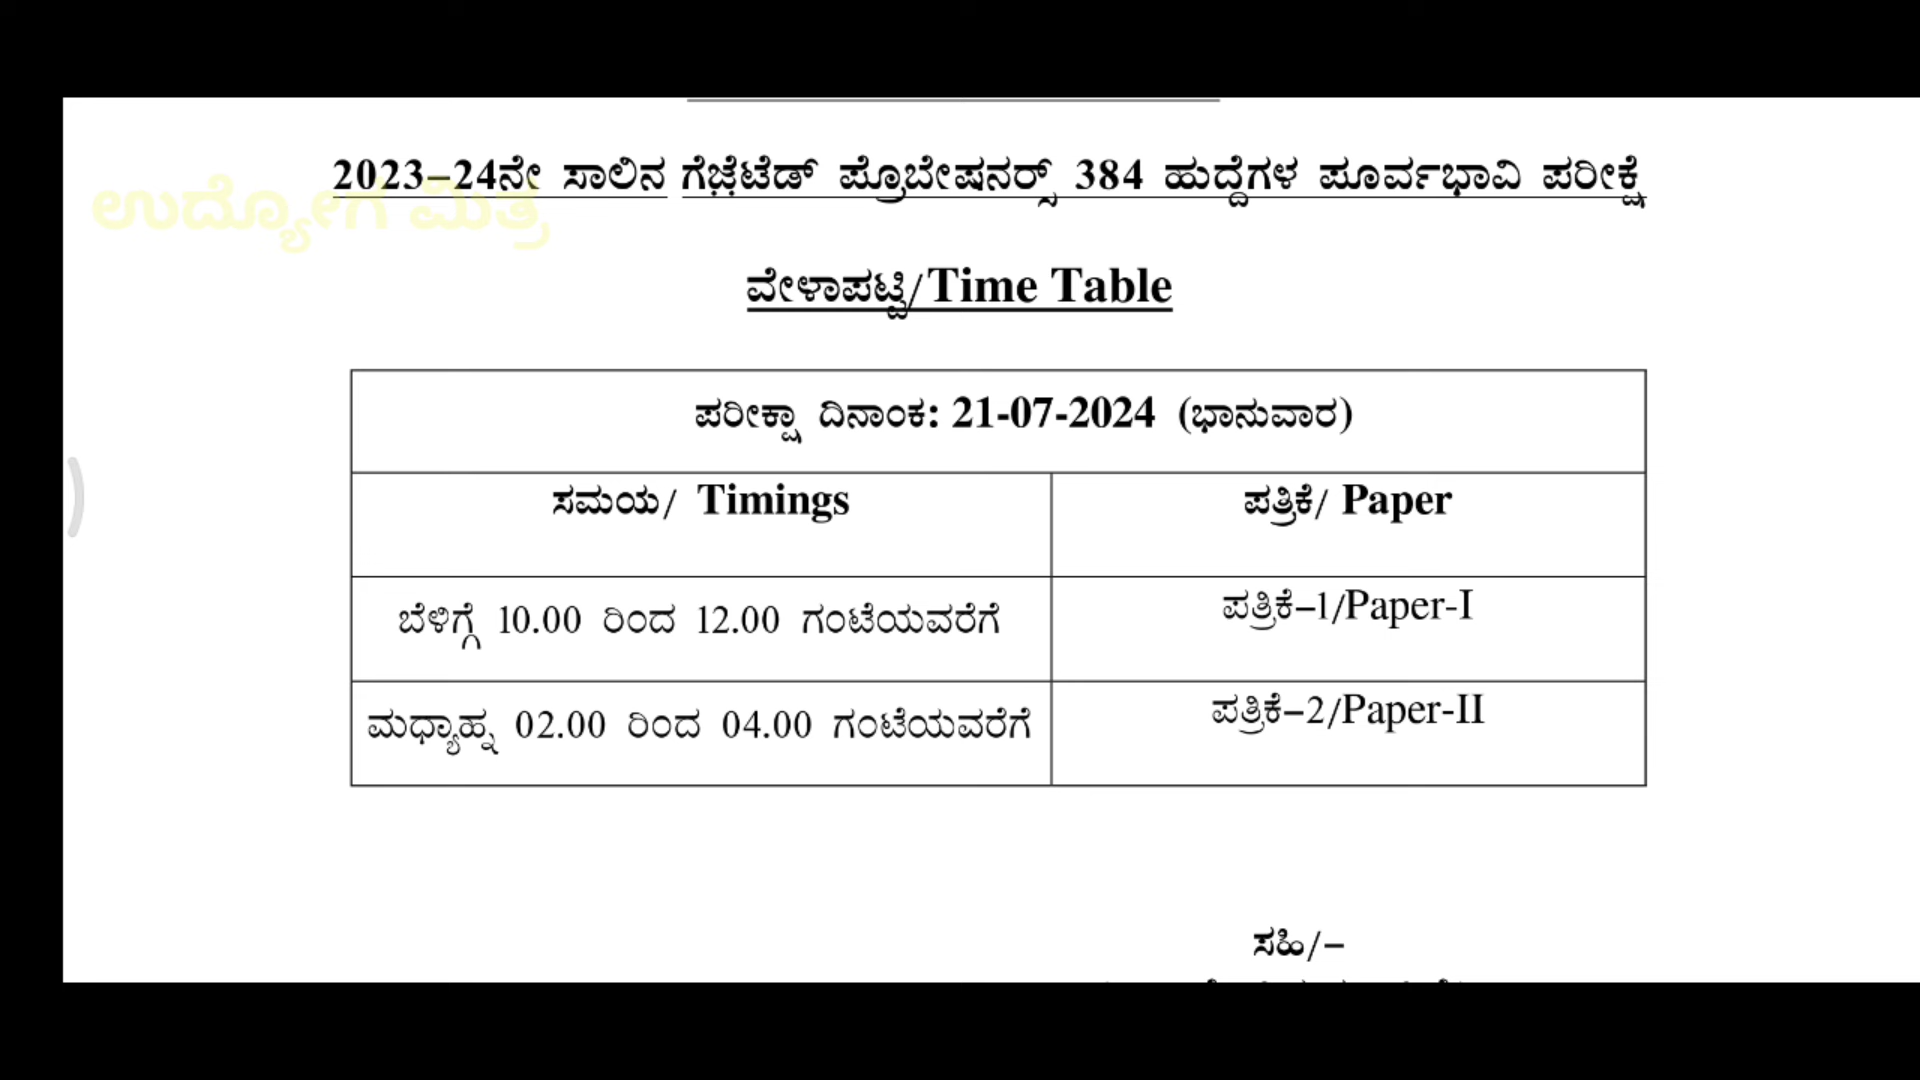 2023–24ನೇ ಸಾಲಿನ ಗೆಜ಼ೆಟೆಡ್ ಪ್ರೊಬೇಷನರ್ಸ್ 384 ಹುದ್ದೆಗಳ ಪೂರ್ವಭಾವಿ ಪರೀಕ್ಷೆ
ಉದ್ಯೋಗ ಮಿತ್ರ
ವೇಳಾಪಟ್ಟಿ/Time Table
ಪರೀಕ್ಷಾ ದಿನಾಂಕ: 21-07-2024 (ಭಾನುವಾರ)
ಸಮಯ/ Timings
ಪತ್ರಿಕೆ/ Paper
ಬೆಳಿಗ್ಗೆ 10.00 ರಿಂದ 12.00 ಗಂಟೆಯವರೆಗೆ
ಪತ್ರಿಕೆ–1/Paper-I
ಮಧ್ಯಾಹ್ನ 02.00 ರಿಂದ 04.00 ಗಂಟೆಯವರೆಗೆ
ಪತ್ರಿಕೆ–2/Paper-II
ಸಹಿ/–